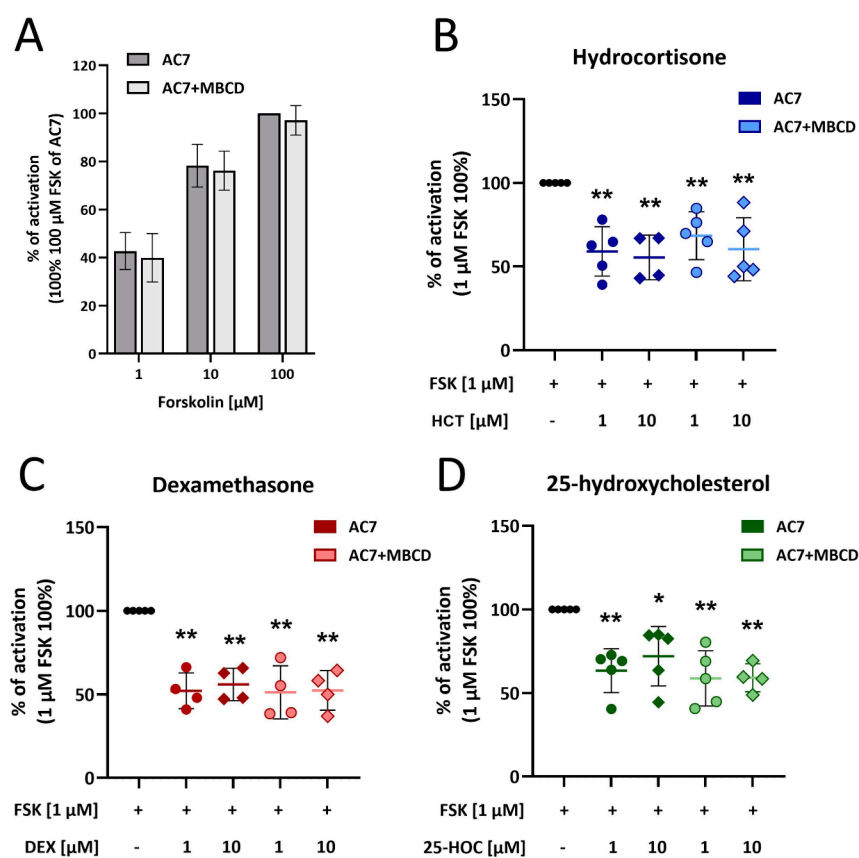 A
AC7
AC7+MBCD
% of activation
(100% 100 µM FSK of AC7)
120
100
80
60
40
20
0
1 10 100
Forskolin [µM]
B
Hydrocortisone
AC7
AC7+MBCD
% of activation
(1 µM FSK 100%)
150
100
50
0
** ** ** **
FSK [1 µM] + + + + +
HCT [µM] - 1 10 1 10
C
Dexamethasone
AC7
AC7+MBCD
% of activation
(1 µM FSK 100%)
150
100
50
0
** ** ** **
FSK [1 µM] + + + + +
DEX [µM] - 1 10 1 10
D
25-hydroxycholesterol
AC7
AC7+MBCD
% of activation
(1 µM FSK 100%)
150
100
50
0
** * ** **
FSK [1 µM] + + + + +
25-HOC [µM] - 1 10 1 10